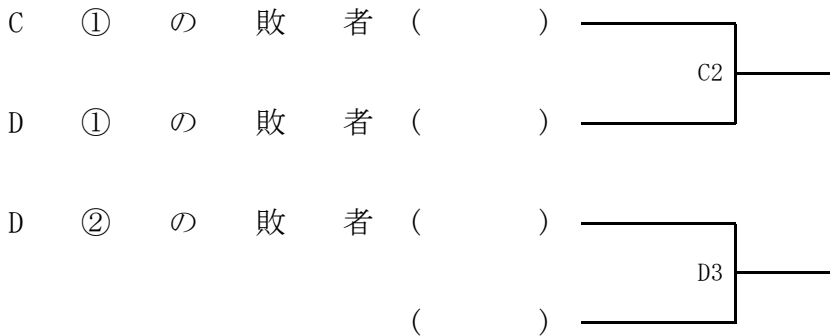 C ① の 敗 者 ( )
C2
D ① の 敗 者 ( )
D ② の 敗 者 ( )
D3
( )